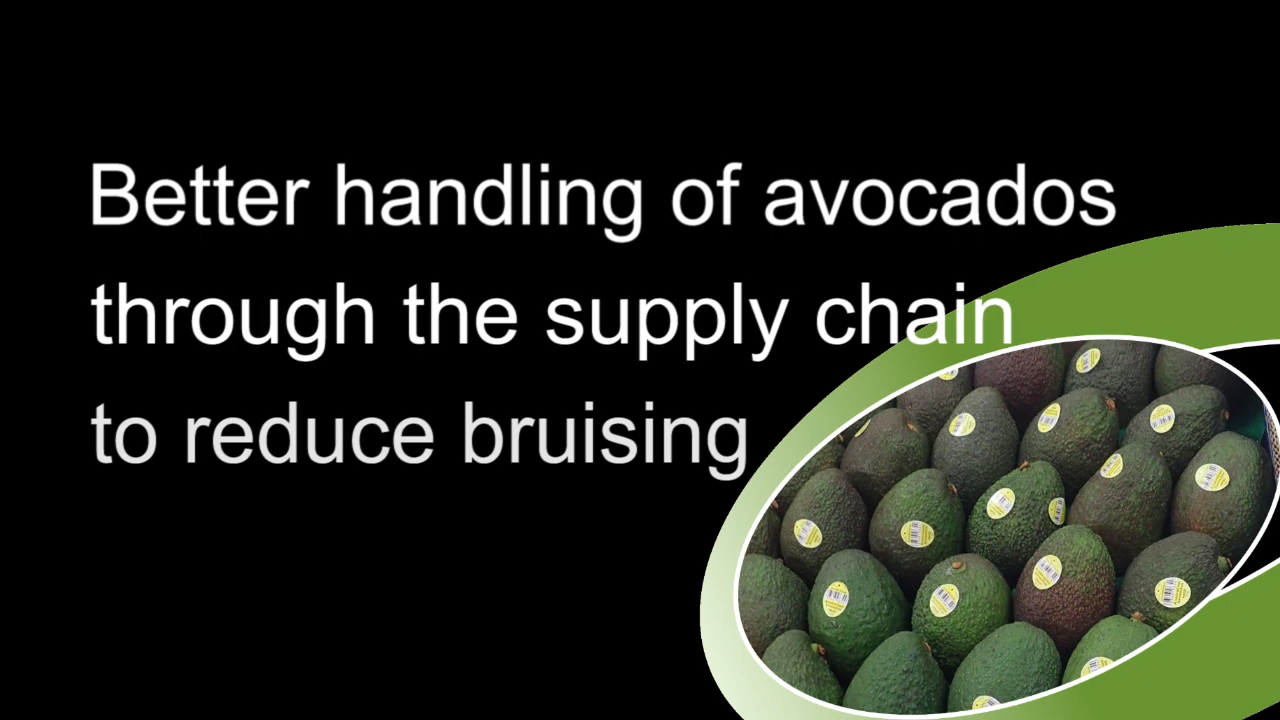 Better handling of avocados
through the supply chain
to reduce bruising